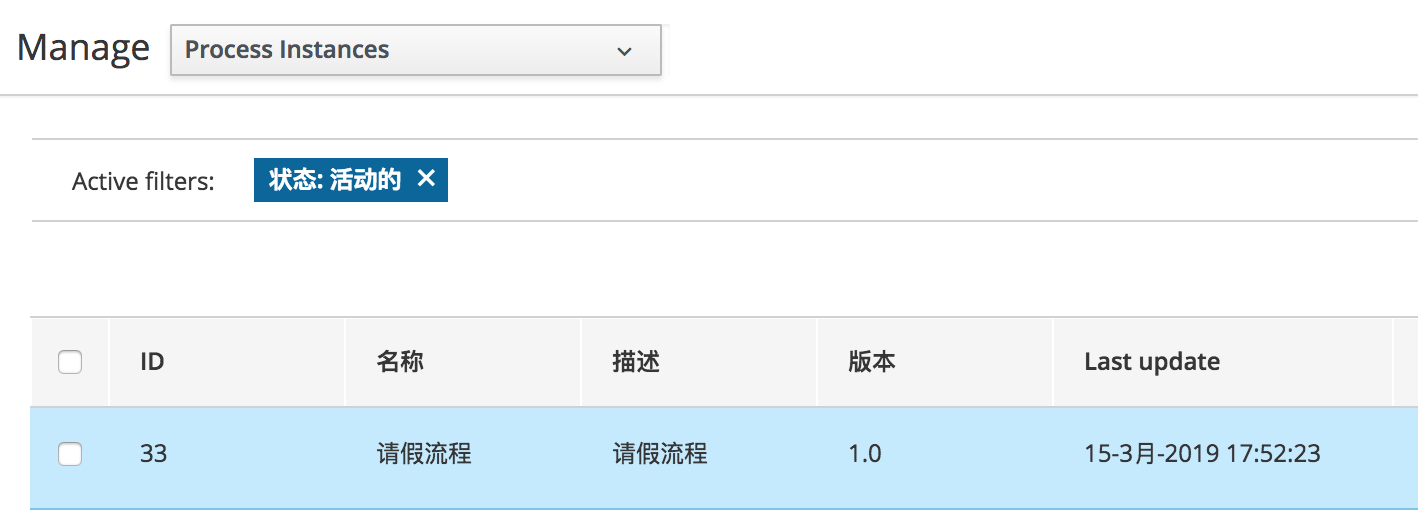 Manage Process Instances
Active filters: 状态: 活动的 ✕
ID 名称 描述 版本 Last update
33 请假流程 请假流程 1.0 15-3月-2019 17:52:23